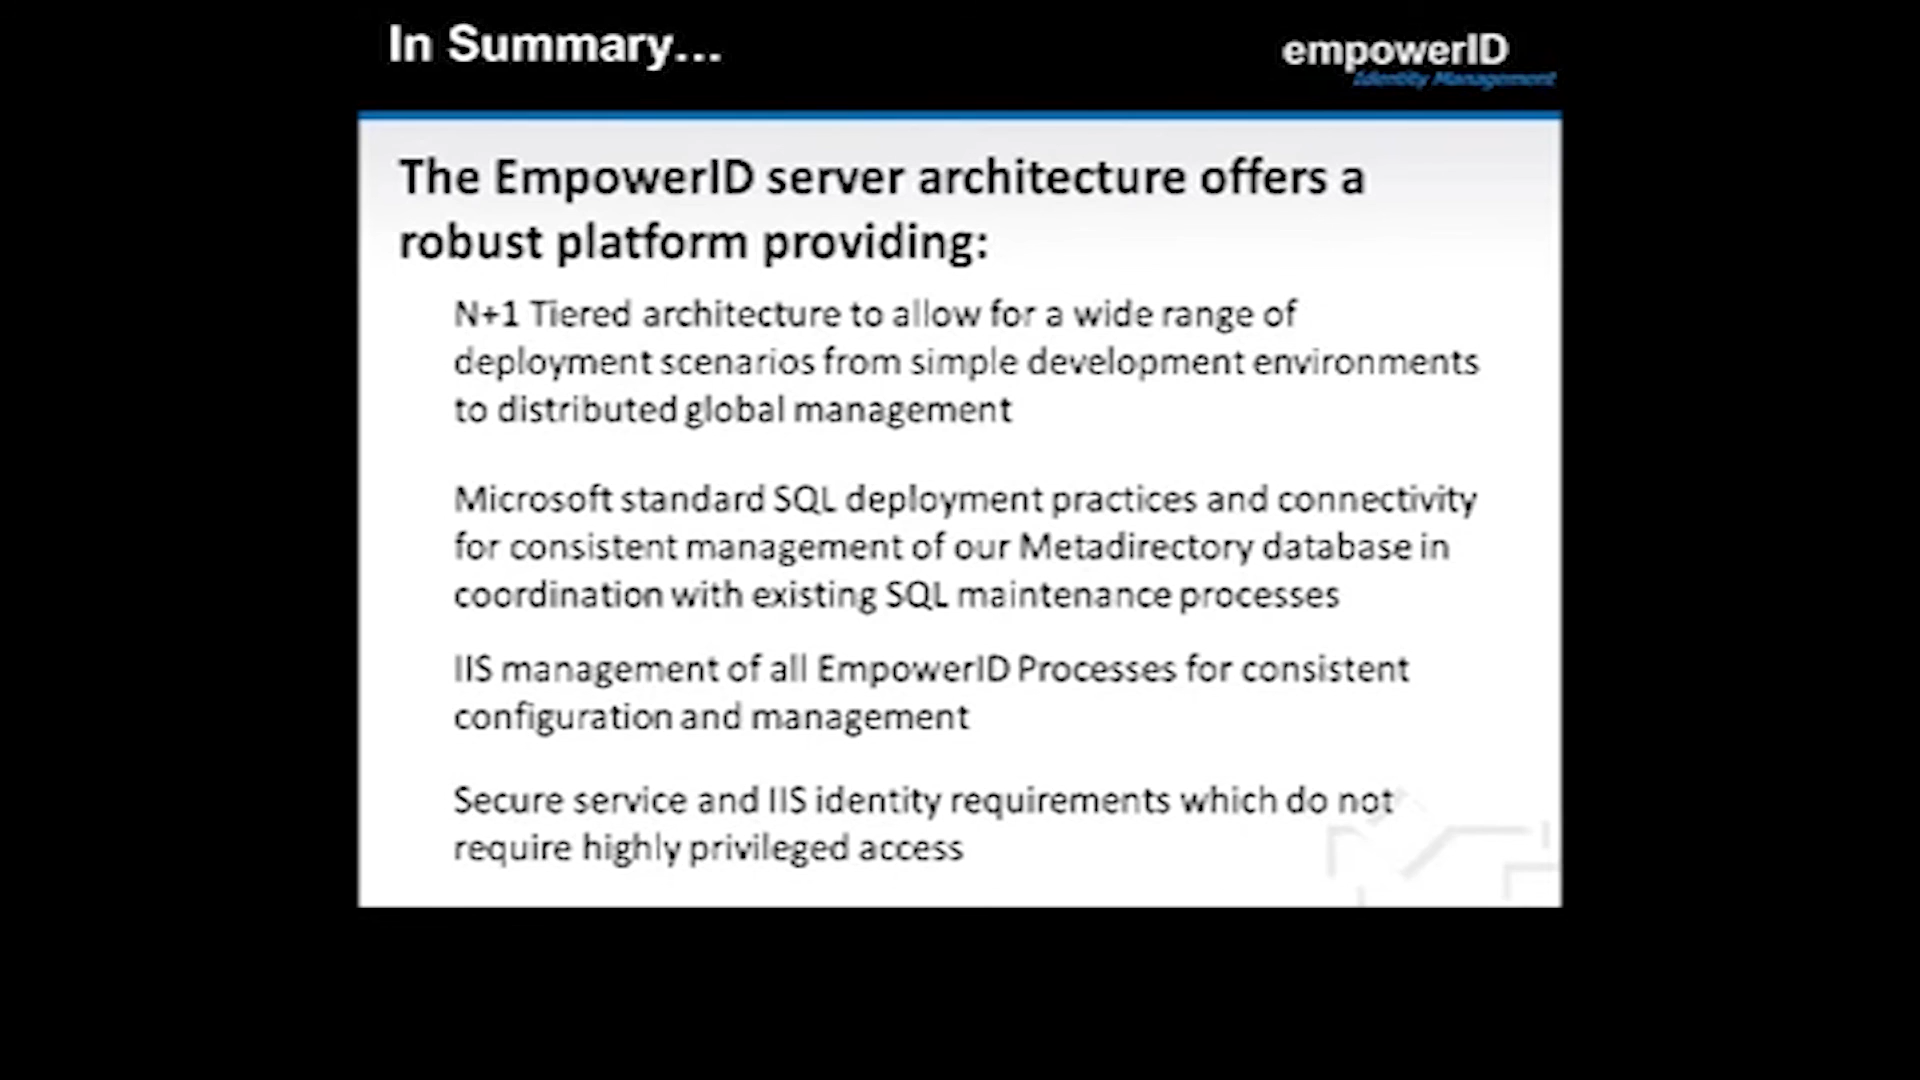 In Summary...
empowerID
Identity Management
The EmpowerID server architecture offers a
robust platform providing:
N+1 Tiered architecture to allow for a wide range of
deployment scenarios from simple development environments
to distributed global management
Microsoft standard SQL deployment practices and connectivity
for consistent management of our Metadirectory database in
coordination with existing SQL maintenance processes
IIS management of all EmpowerID Processes for consistent
configuration and management
Secure service and IIS identity requirements which do not
require highly privileged access